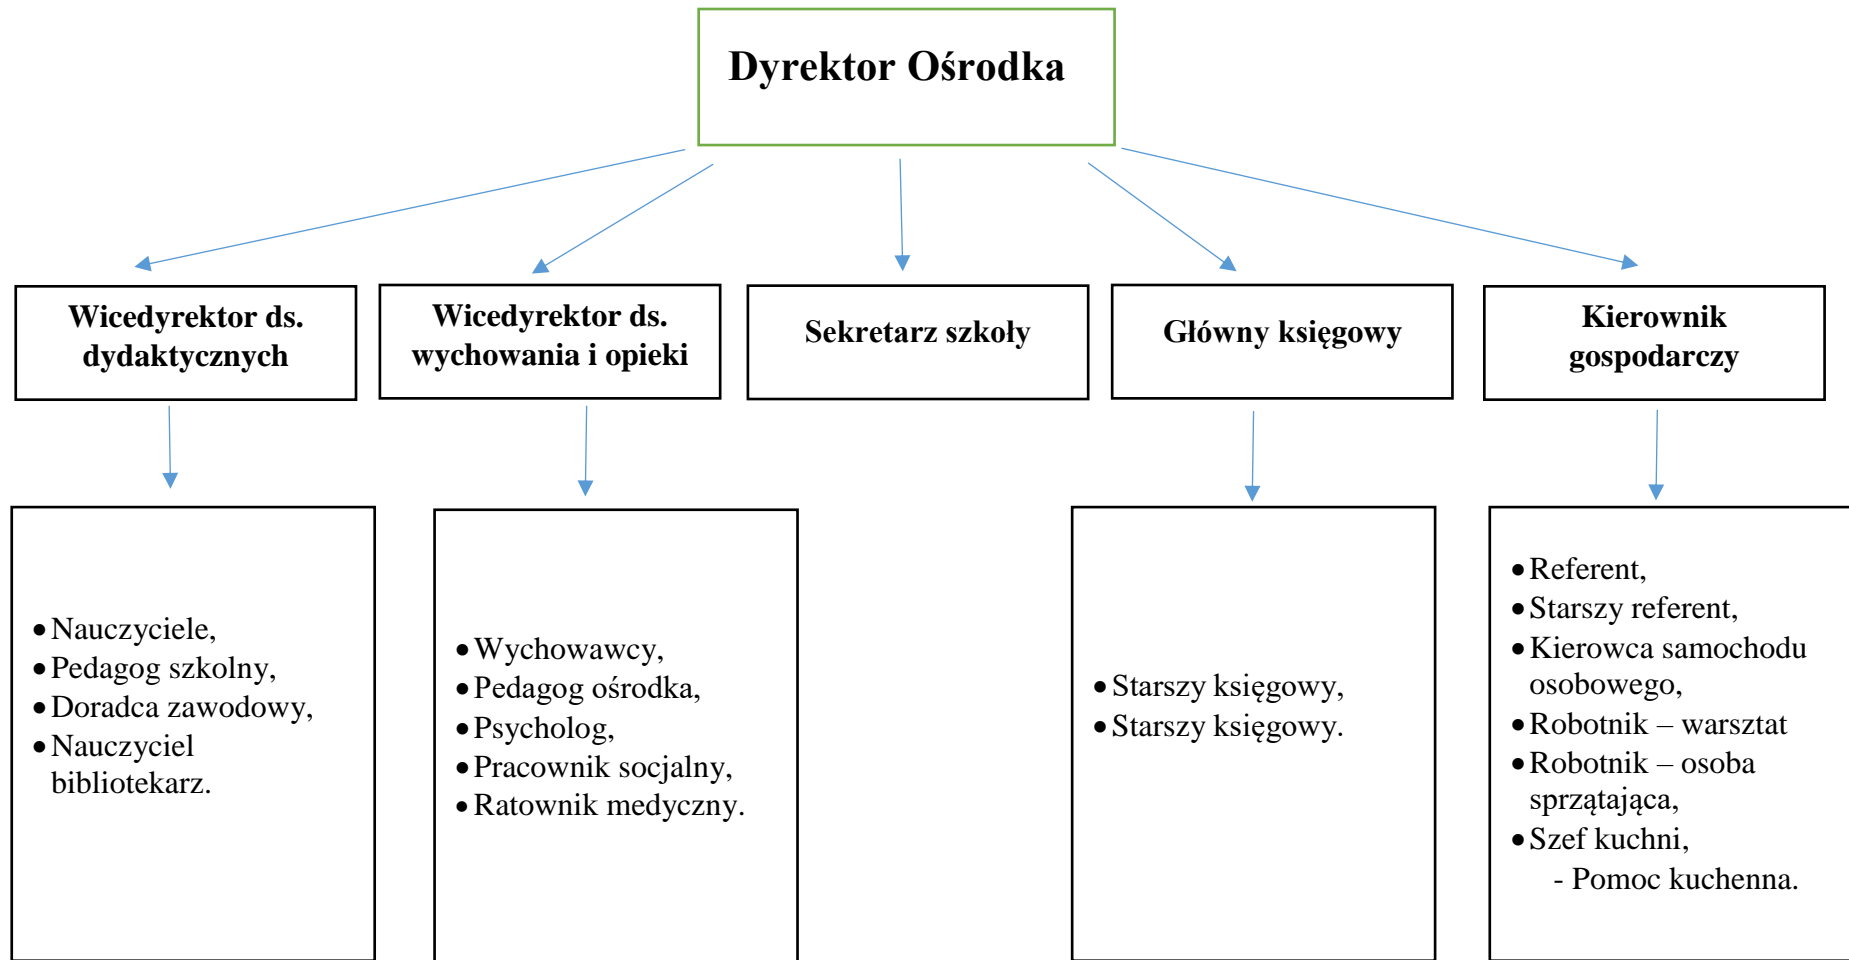 Dyrektor Ośrodka
Wicedyrektor ds.
dydaktycznych
Wicedyrektor ds.
wychowania i opieki
Sekretarz szkoły
Główny księgowy
Kierownik
gospodarczy
• Nauczyciele,
• Pedagog szkolny,
• Doradca zawodowy,
• Nauczyciel
bibliotekarz.
• Wychowawcy,
• Pedagog ośrodka,
• Psycholog,
• Pracownik socjalny,
• Ratownik medyczny.
• Starszy księgowy,
• Starszy księgowy.
• Referent,
• Starszy referent,
• Kierowca samochodu
osobowego,
• Robotnik – warsztat
• Robotnik – osoba
sprzątająca,
• Szef kuchni,
- Pomoc kuchenna.